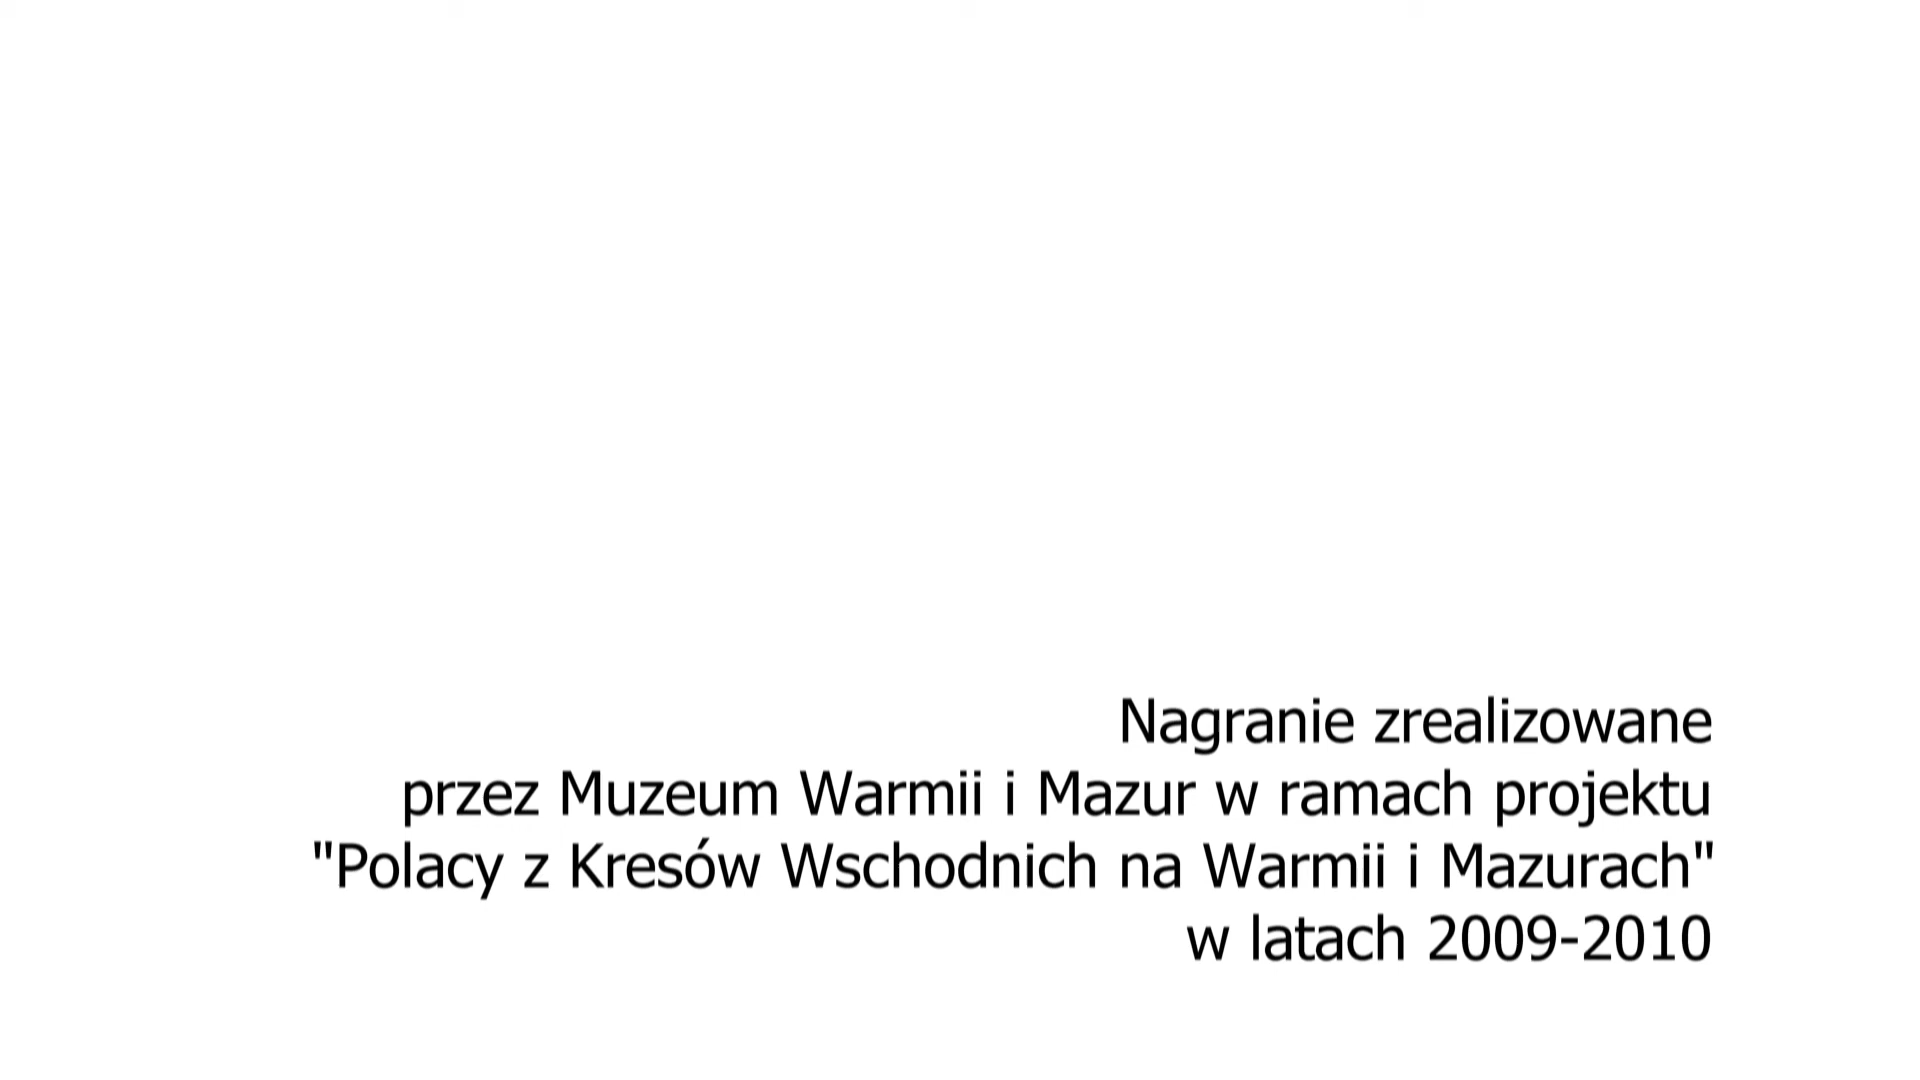 Nagranie zrealizowane
przez Muzeum Warmii i Mazur w ramach projektu
"Polacy z Kresów Wschodnich na Warmii i Mazurach"
w latach 2009-2010